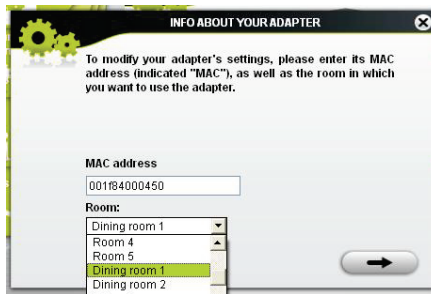 INFO ABOUT YOUR ADAPTER
To modify your adapter's settings, please enter its MAC
address (indicated "MAC"), as well as the room in which
you want to use the adapter.
MAC address
001f84000450
Room:
Dining room 1
Room 4
Room 5
Dining room 1
Dining room 2